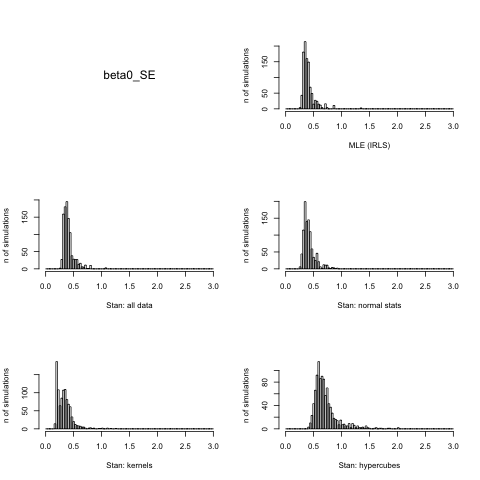 beta0_SE
n of simulations
0 50 150
0.0 0.5 1.0 1.5 2.0 2.5 3.0
MLE (IRLS)
n of simulations
0 50 150
0.0 0.5 1.0 1.5 2.0 2.5 3.0
Stan: all data
n of simulations
0 50 150
0.0 0.5 1.0 1.5 2.0 2.5 3.0
Stan: normal stats
n of simulations
0 50 100
0.0 0.5 1.0 1.5 2.0 2.5 3.0
Stan: kernels
n of simulations
0 40 80
0.0 0.5 1.0 1.5 2.0 2.5 3.0
Stan: hypercubes